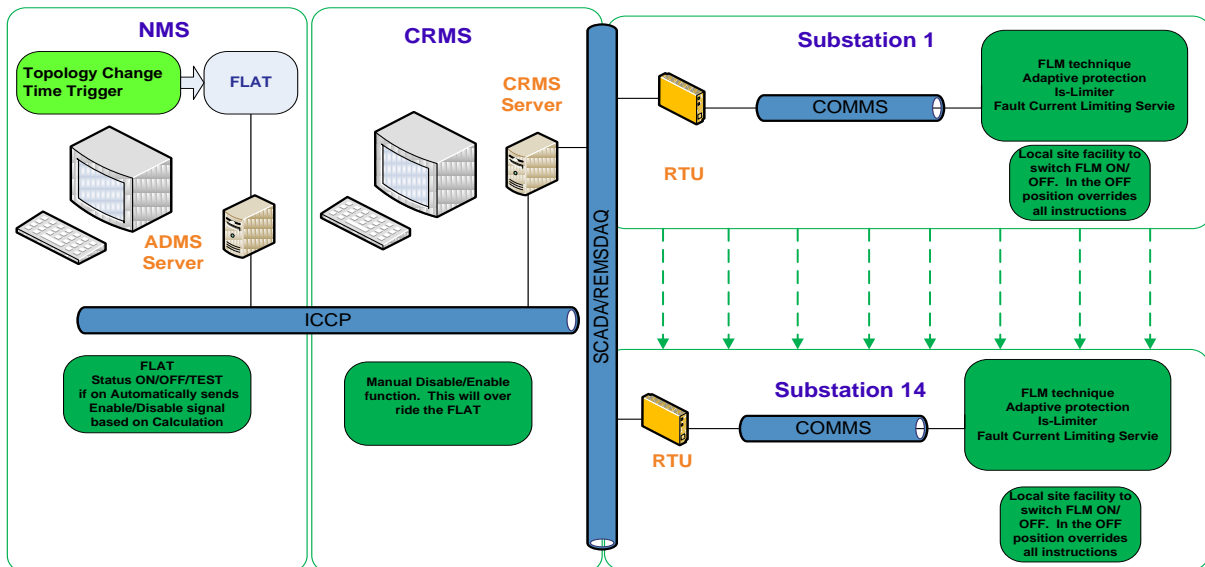 NMS
Topology Change
Time Trigger
FLAT
ADMS
Server
CRMS
CRMS
Server
ICCP
FLAT
Status ON/OFF/TEST
if on Automatically sends
Enable/Disable signal
based on Calculation
Manual Disable/Enable
function. This will over
ride the FLAT
SCADA/REMSDAQ
Substation 1
RTU
COMMS
FLM technique
Adaptive protection
Is-Limiter
Fault Current Limiting Servie
Local site facility to
switch FLM ON/
OFF. In the OFF
position overrides
all instructions
Substation 14
RTU
COMMS
FLM technique
Adaptive protection
Is-Limiter
Fault Current Limiting Servie
Local site facility to
switch FLM ON/
OFF. In the OFF
position overrides
all instructions